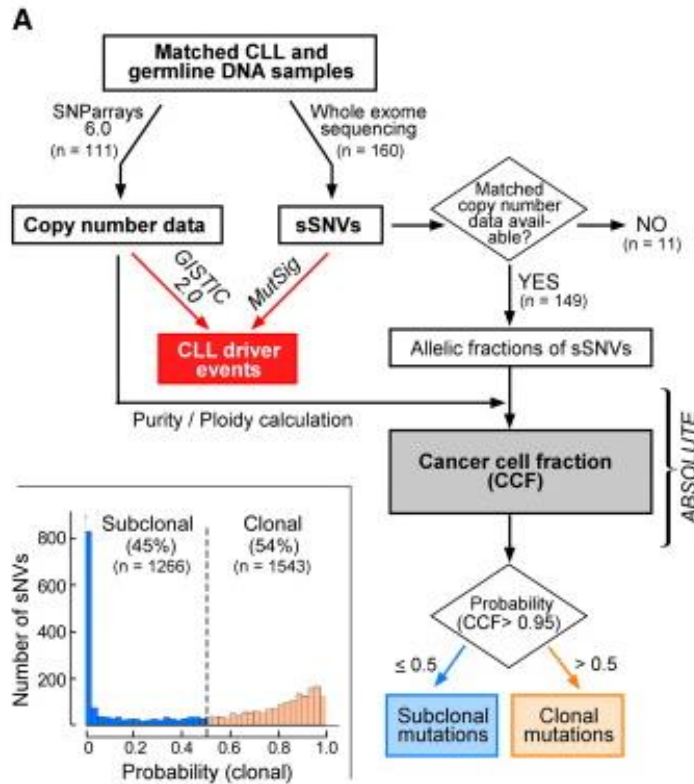 A
Matched CLL and
germline DNA samples
SNParrays
6.0
(n = 111)
Whole exome
sequencing
(n = 160)
Copy number data
sSNVs
Matched
copy number
data avail-
able?
NO
(n = 11)
GISTIC
2.0
MutSig
YES
(n = 149)
CLL driver
events
Allelic fractions of sSNVs
Purity / Ploidy calculation
Cancer cell fraction
(CCF)
ABSOLUTE
Probability
(CCF> 0.95)
≤ 0.5
> 0.5
Subclonal
mutations
Clonal
mutations
Subclonal
(45%)
(n = 1266)
Clonal
(54%)
(n = 1543)
Number of sNVs
800
600
400
200
0 0.2 0.4 0.6 0.8 1.0
Probability (clonal)